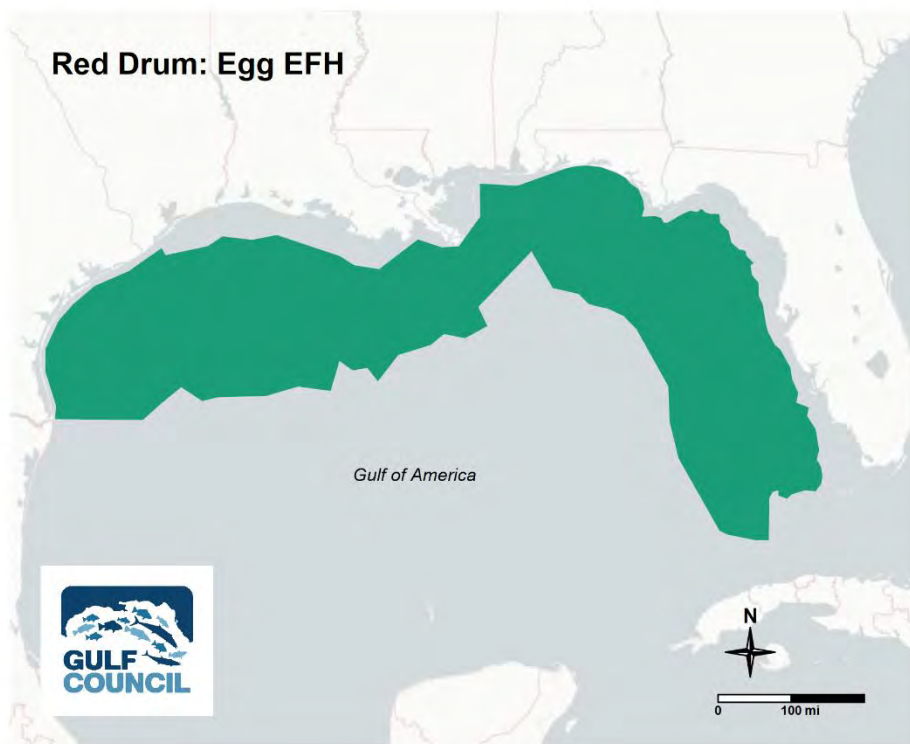 Red Drum: Egg EFH
Gulf of America
GULF
COUNCIL
N
0 100 mi